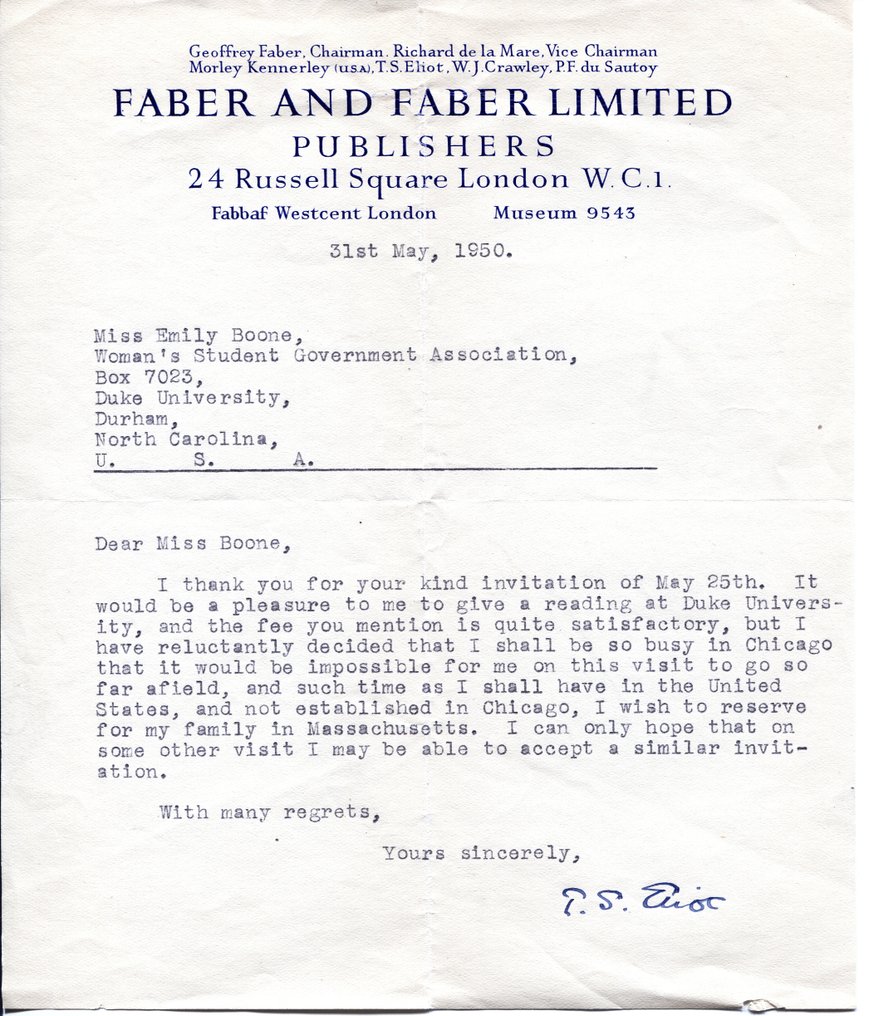 Geoffrey Faber, Chairman. Richard de la Mare, Vice Chairman
Morley Kennerley (U.S.A), T.S.Eliot, W.J.Crawley, P.F. du Sautoy
FABER AND FABER LIMITED
PUBLISHERS
24 Russell Square London W.C.1.
Fabbaf Westcent London Museum 9543
31st May, 1950.
Miss Emily Boone,
Woman's Student Government Association,
Box 7023,
Duke University,
Durham,
North Carolina,
U. S. A.
Dear Miss Boone,
I thank you for your kind invitation of May 25th. It
would be a pleasure to me to give a reading at Duke Univers-
ity, and the fee you mention is quite satisfactory, but I
have reluctantly decided that I shall be so busy in Chicago
that it would be impossible for me on this visit to go so
far afield, and such time as I shall have in the United
States, and not established in Chicago, I wish to reserve
for my family in Massachusetts. I can only hope that on
some other visit I may be able to accept a similar invit-
ation.
With many regrets,
Yours sincerely,
T. S. Eliot